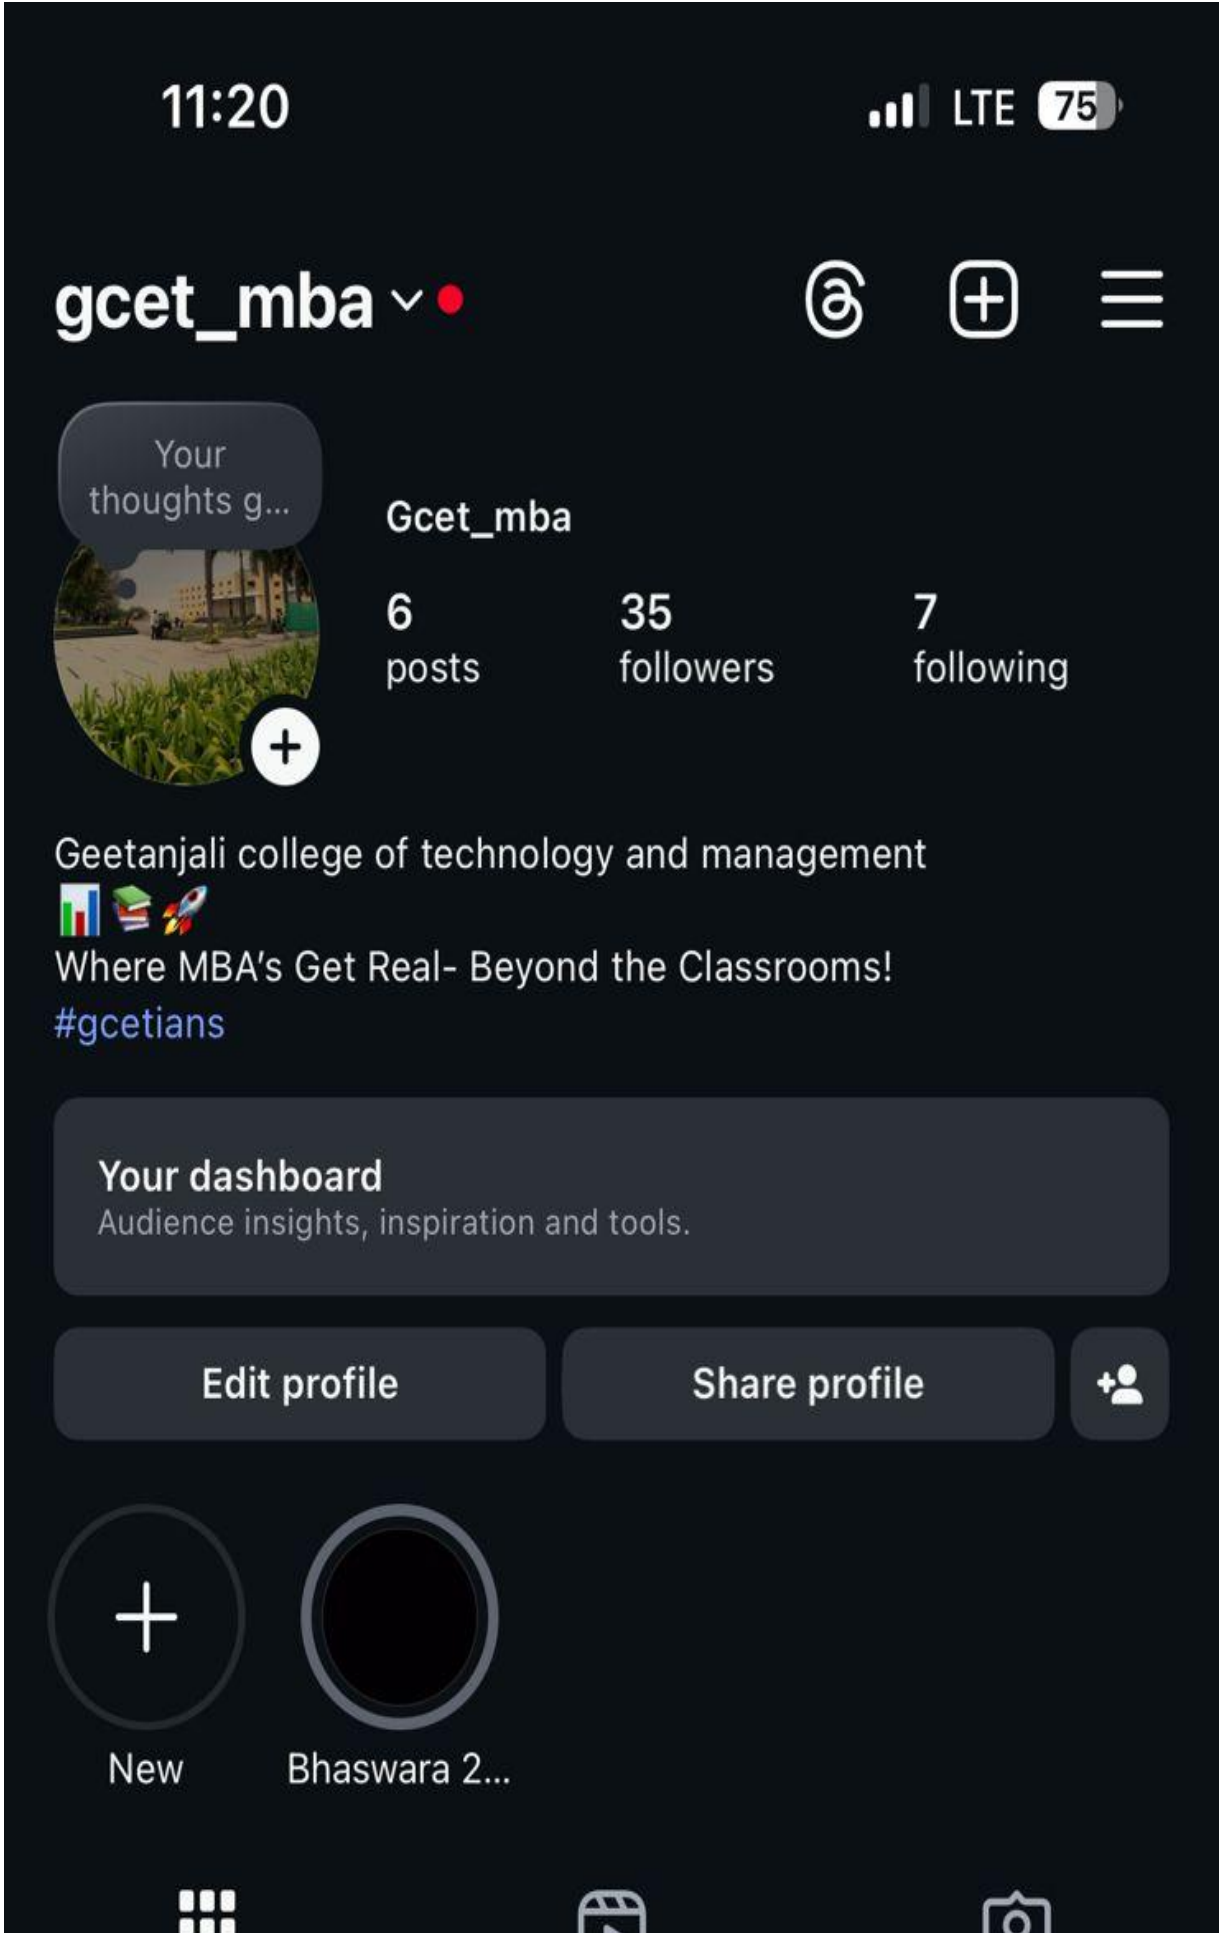 11:20 LTE 75
gcet_mba
Your
thoughts g...
Gcet_mba
6 35 7
posts followers following
Geetanjali college of technology and management
📊📚🚀
Where MBA's Get Real- Beyond the Classrooms!
#gcetians
Your dashboard
Audience insights, inspiration and tools.
Edit profile Share profile
New Bhaswara 2...